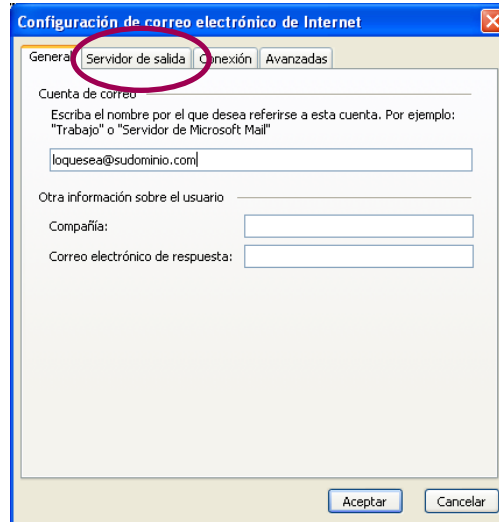 Configuración de correo electrónico de Internet
General Servidor de salida Conexión Avanzadas
Cuenta de correo
Escriba el nombre por el que desea referirse a esta cuenta. Por ejemplo:
"Trabajo" o "Servidor de Microsoft Mail"
loquesea@sudominio.com
Otra información sobre el usuario
Compañía:
Correo electrónico de respuesta:
Aceptar Cancelar